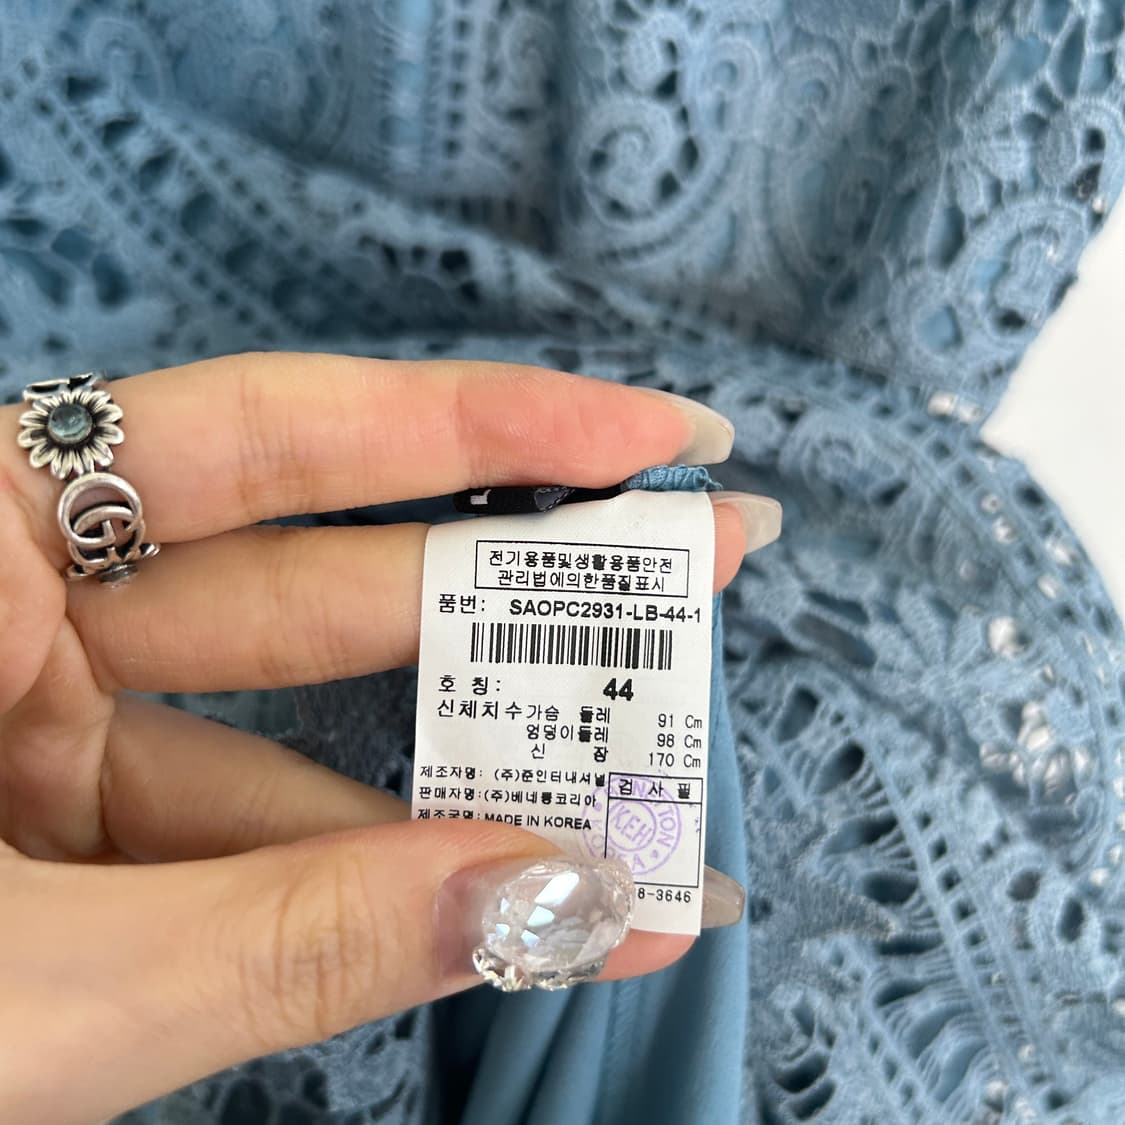 전기용품및생활용품안전
관리법에의한품질표시
품번: SAOPC2931-LB-44-1
호 칭: 44
신체치수 가슴 둘레 91 Cm
엉덩이둘레 98 Cm
신 장 170 Cm
제조자명: (주)준인터내셔널
판매자명:(주)베네통코리아
제조국명: MADE IN KOREA
검 사 필
KEH
8-3646